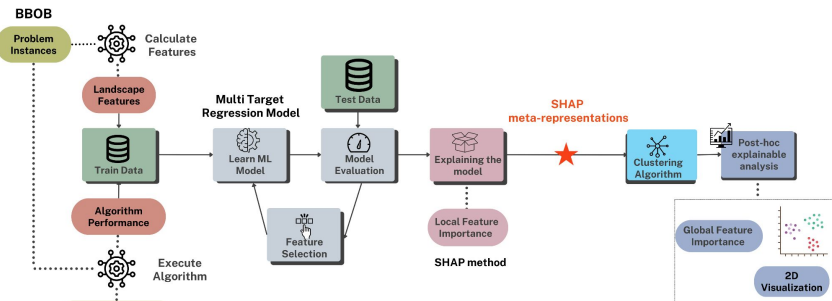 BBOB
Problem
Instances
Calculate
Features
Landscape
Features
Train Data
Algorithm
Performance
Execute
Algorithm
Multi Target
Regression Model
Learn ML
Model
Feature
Selection
Test Data
Model
Evaluation
Explaining the
model
Local Feature
Importance
SHAP method
SHAP
meta-representations
Clustering
Algorithm
Post-hoc
explainable
analysis
Global Feature
Importance
2D
Visualization